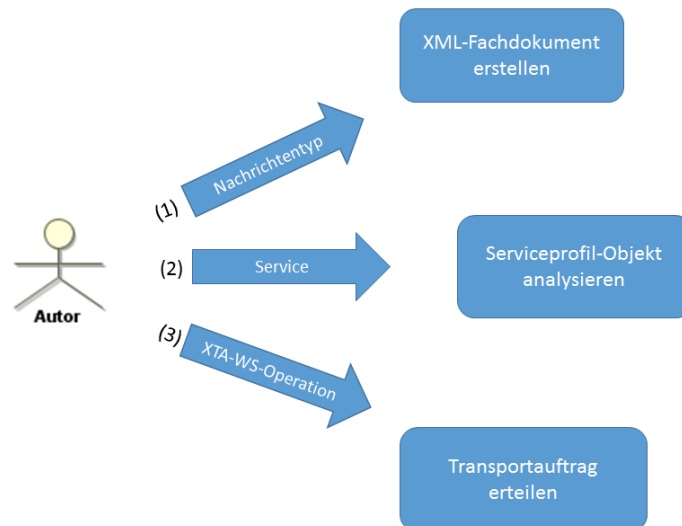 XML-Fachdokument
erstellen
(1)
Nachrichtentyp
(2)
Service
Serviceprofil-Objekt
analysieren
Autor
(3)
XTA-WS-Operation
Transportauftrag
erteilen